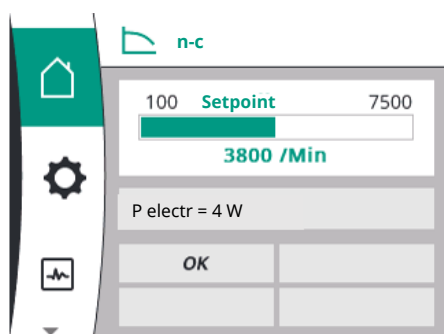 n-c
100 Setpoint 7500
3800 /Min
P electr = 4 W
OK